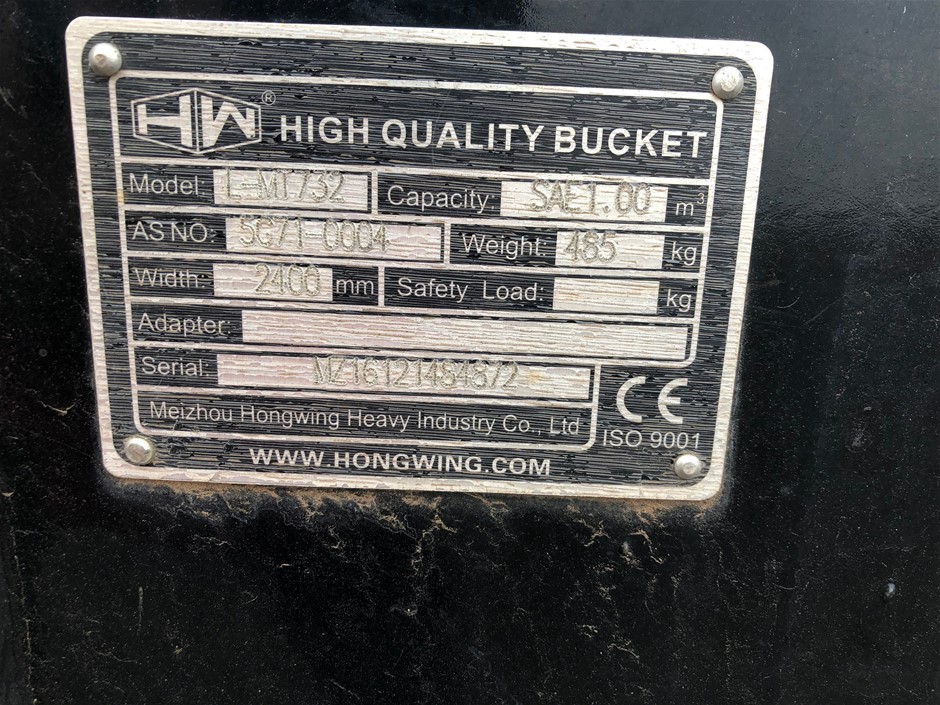 HW® HIGH QUALITY BUCKET
Model: L-MT732 Capacity: SAE1.00 m³
AS NO: 5G71-0004 Weight: 485 kg
Width: 2400 mm Safety Load: kg
Adapter:
Serial: MZ16121484872
Meizhou Hongwing Heavy Industry Co., Ltd
CE
ISO 9001
WWW.HONGWING.COM